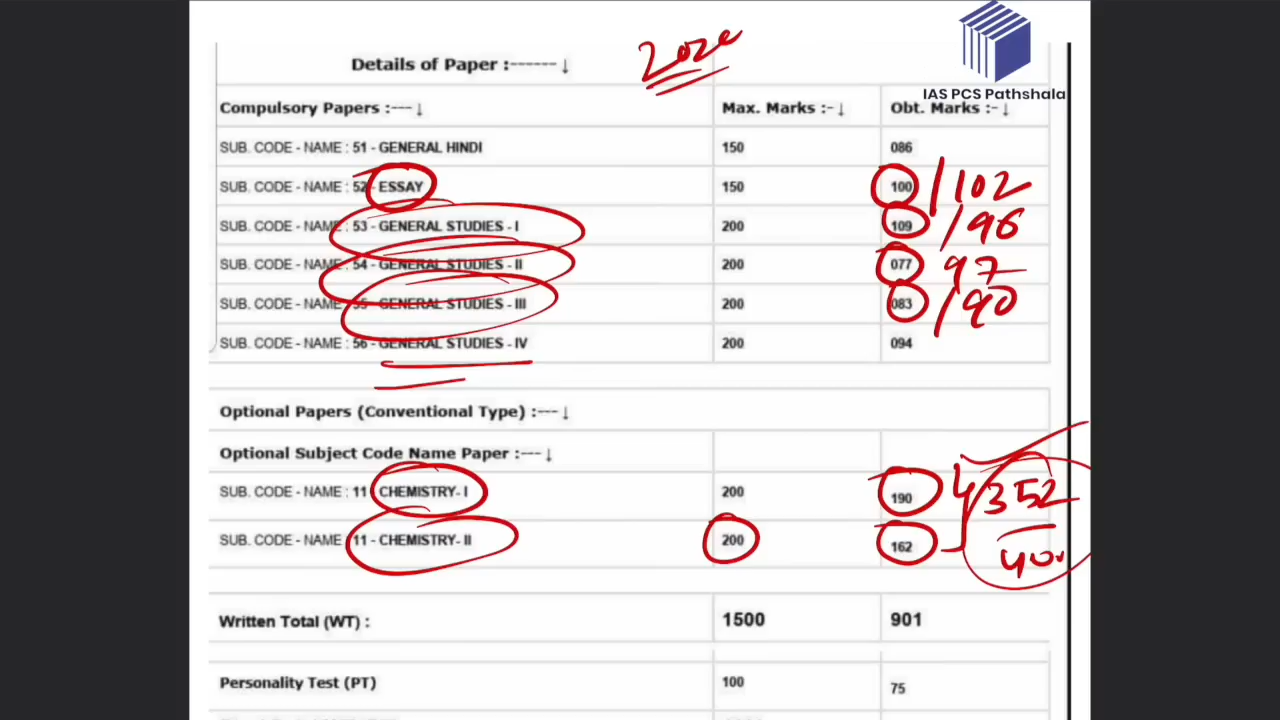 2020
IAS PCS Pathshala
Details of Paper :------ ↓
Compulsory Papers :--- ↓ Max. Marks :- ↓ Obt. Marks :- ↓
SUB. CODE - NAME : 51 - GENERAL HINDI 150 086
SUB. CODE - NAME : 52 - ESSAY 150 100 /102
SUB. CODE - NAME : 53 - GENERAL STUDIES - I 200 109 /96
SUB. CODE - NAME : 54 - GENERAL STUDIES - II 200 077 97
SUB. CODE - NAME : 55 - GENERAL STUDIES - III 200 083 /90
SUB. CODE - NAME : 56 - GENERAL STUDIES - IV 200 094
Optional Papers (Conventional Type) :--- ↓
Optional Subject Code Name Paper :--- ↓
SUB. CODE - NAME : 11 - CHEMISTRY- I 200 190 352
SUB. CODE - NAME : 11 - CHEMISTRY- II 200 162 400
Written Total (WT) : 1500 901
Personality Test (PT) 100 75